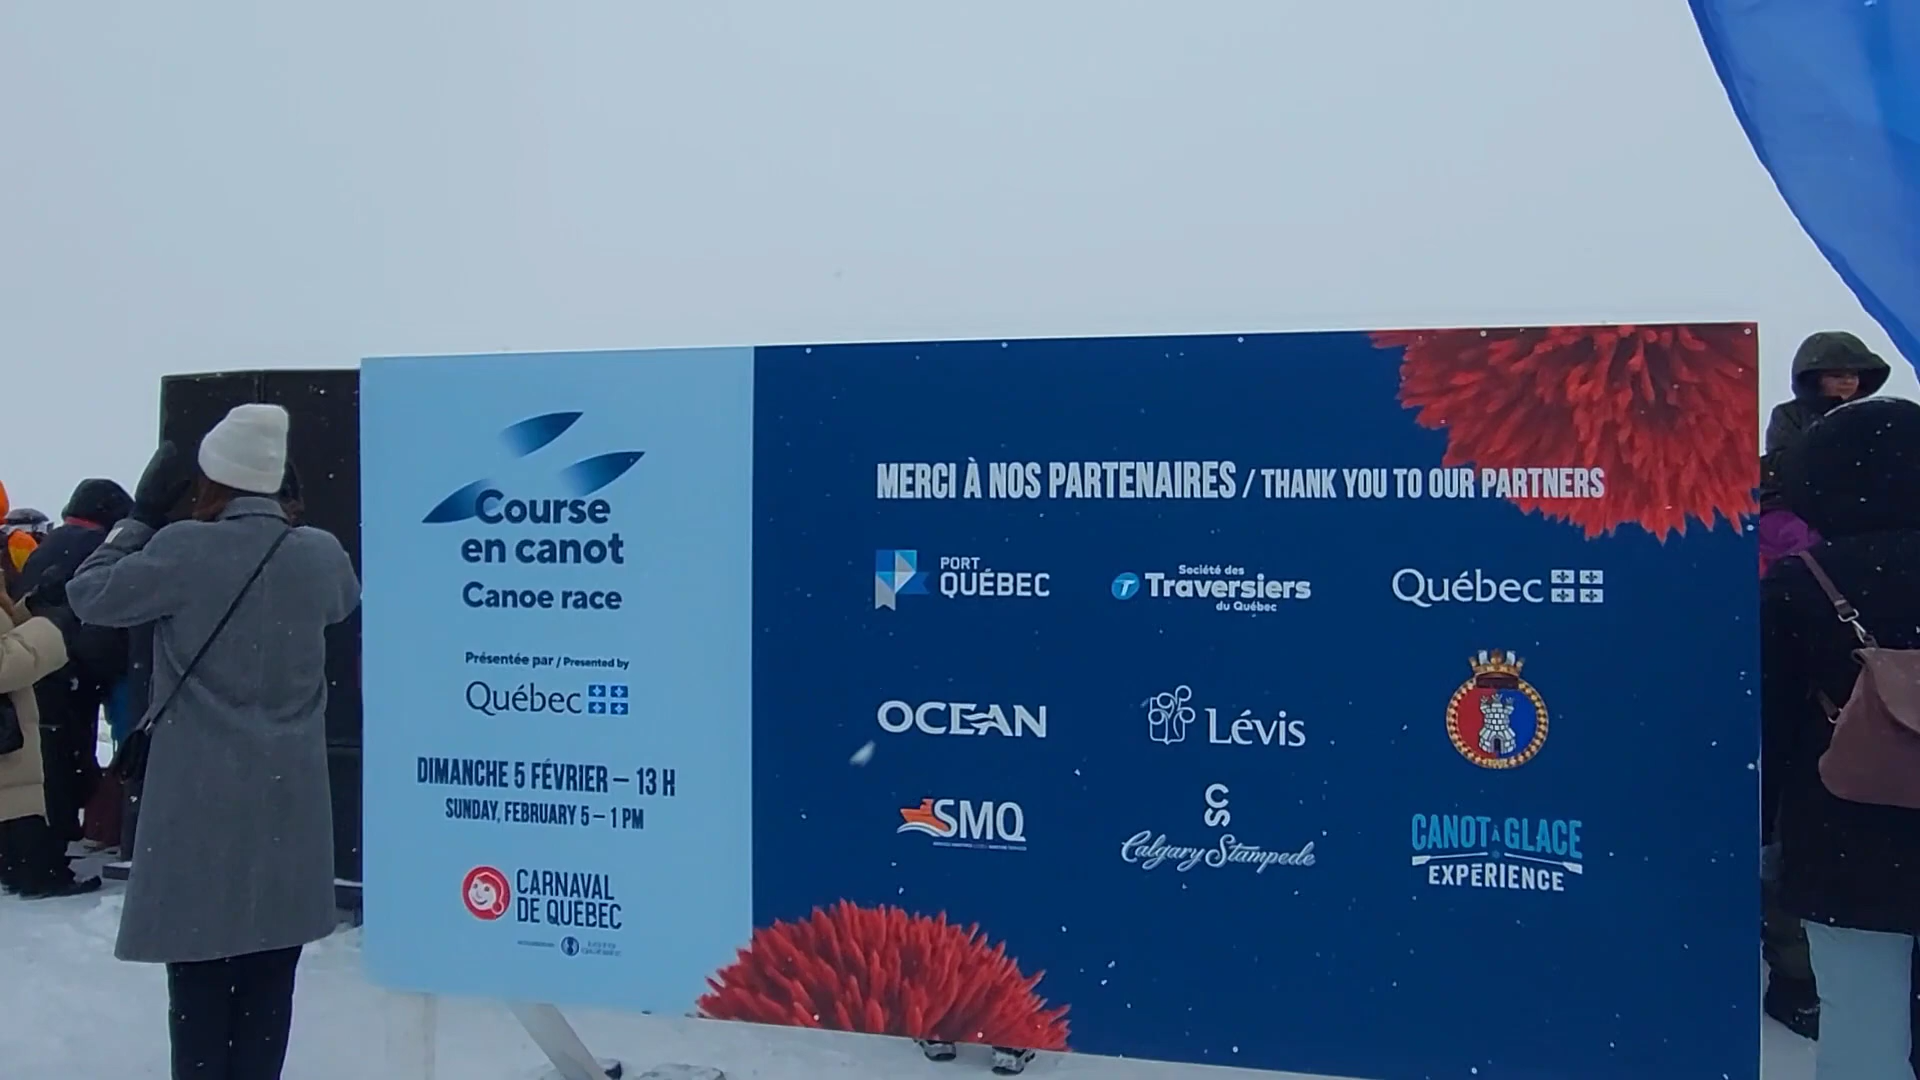 Course
en canot
Canoe race
Présentée par / Presented by
Québec
DIMANCHE 5 FÉVRIER – 13 H
SUNDAY, FEBRUARY 5 – 1 PM
CARNAVAL
DE QUÉBEC
MERCI À NOS PARTENAIRES / THANK YOU TO OUR PARTNERS
PORT
QUÉBEC
Société des
Traversiers
du Québec
Québec
OCEAN
Lévis
SMQ
CS
Calgary Stampede
CANOT À GLACE
EXPÉRIENCE